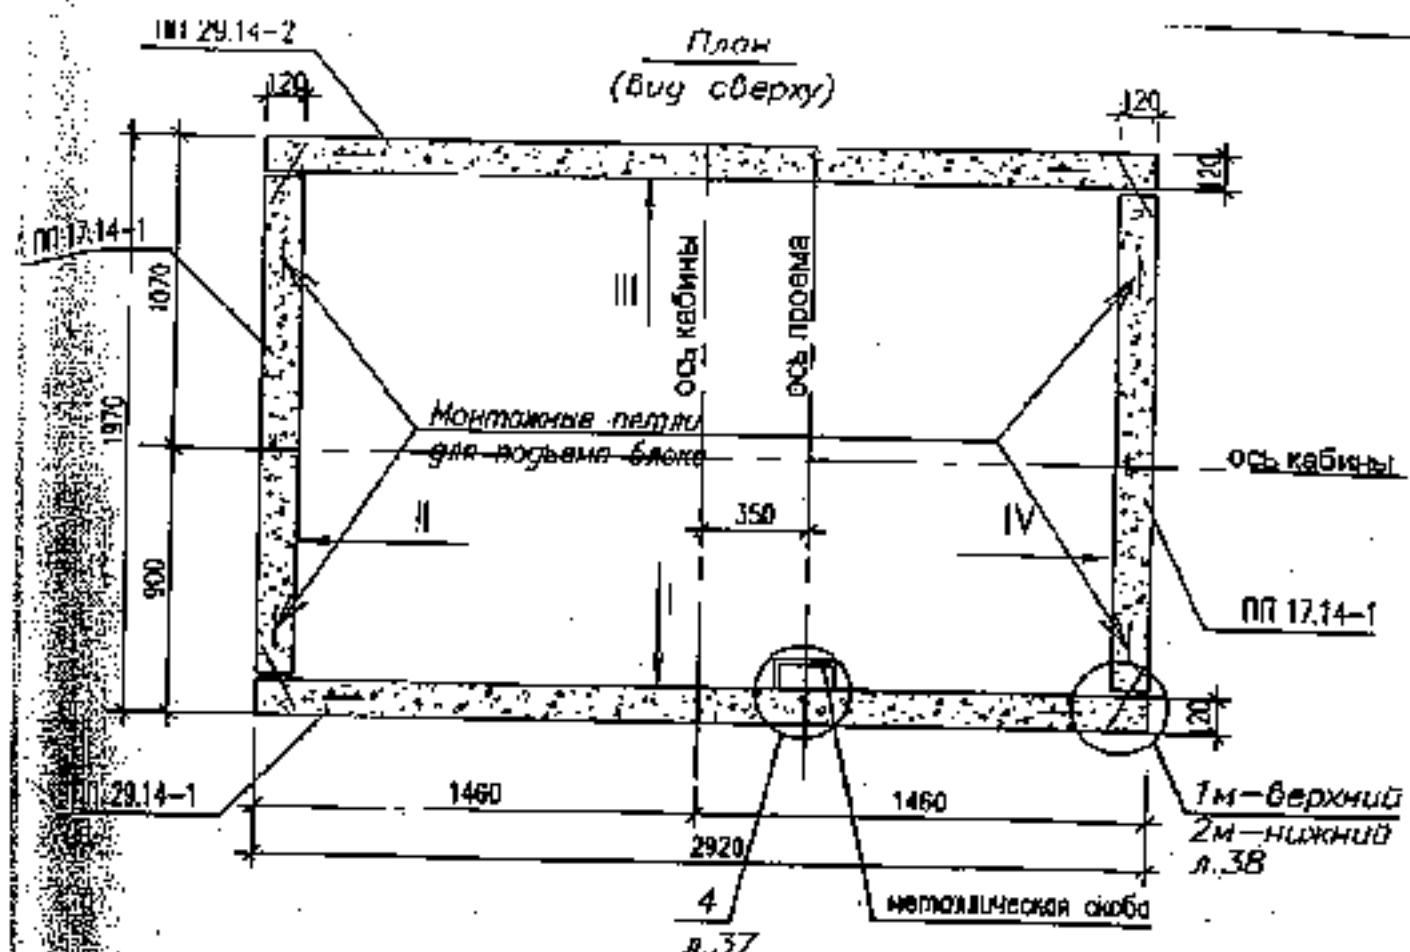 ПП 29.14-2
План
(вид сверху)
120
120
120
ПП 17.14-1
1070
III
ось кабины
ось проема
1970
Монтажные петли
для подъема блока
ось кабины
II
350
IV
900
I
ПП 17.14-1
120
ПП 29.14-1
1460
1460
1м-верхний
2м-нижний
л.38
2920
4
металлическая скоба
л.37